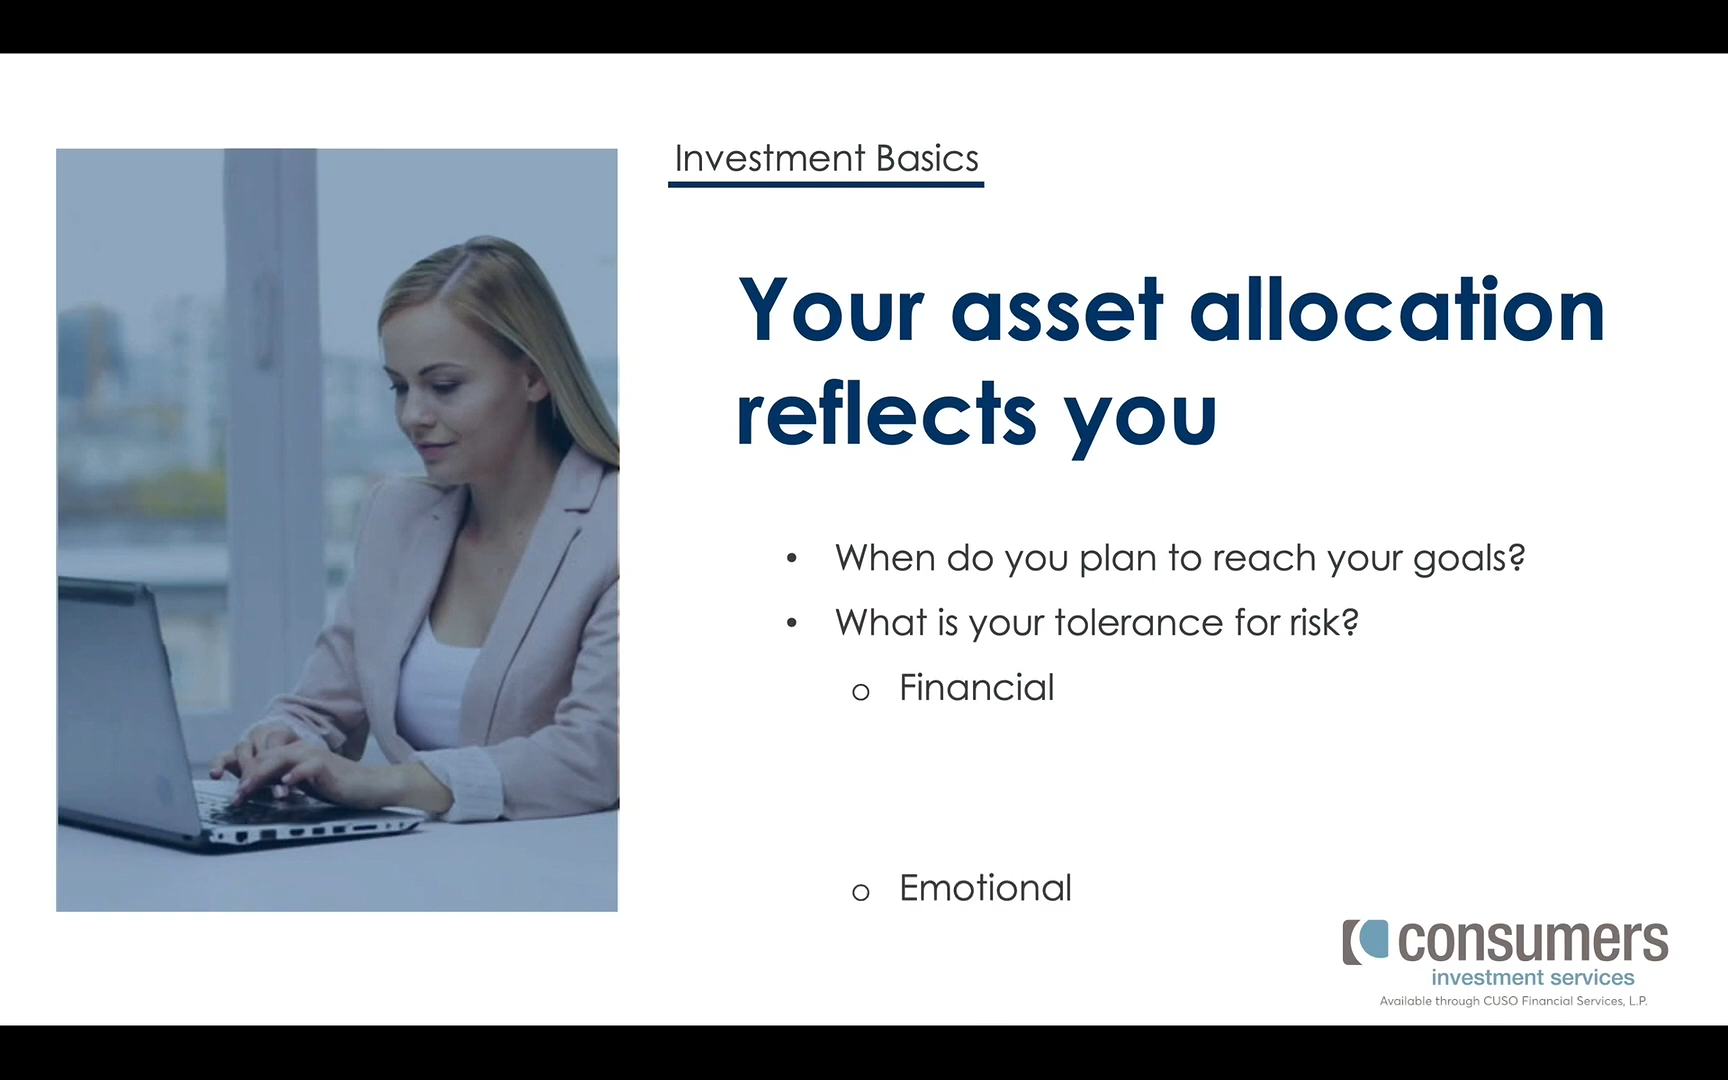 Investment Basics
Your asset allocation
reflects you
• When do you plan to reach your goals?
• What is your tolerance for risk?
o Financial
o Emotional
consumers
investment services
Available through CUSO Financial Services, L.P.